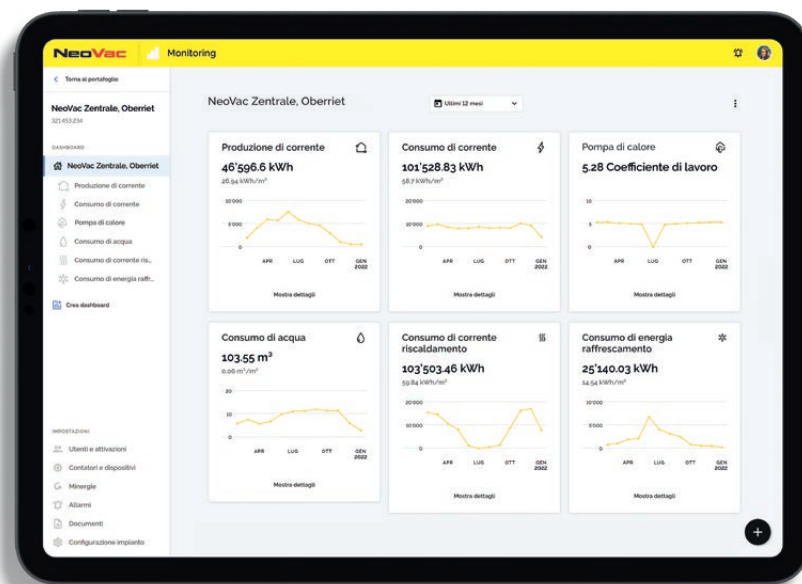 NeoVac
Monitoring
Torna al portafoglio
NeoVac Zentrale, Oberriet
321.453.234
DASHBOARD
NeoVac Zentrale, Oberriet
Produzione di corrente
Consumo di corrente
Pompa di calore
Consumo di acqua
Consumo di corrente ris...
Consumo di energia raffr...
Crea dashboard
IMPOSTAZIONI
Utenti e attivazioni
Contatori e dispositivi
Minergie
Allarmi
Documenti
Configurazione impianto
NeoVac Zentrale, Oberriet
Ultimi 12 mesi
Produzione di corrente
46'596.6 kWh
26.94 kWh/m²
10'000
5'000
0
APR LUG OTT GEN
2022
Mostra dettagli
Consumo di corrente
101'528.83 kWh
58.7 kWh/m²
20'000
10'000
0
APR LUG OTT GEN
2022
Mostra dettagli
Pompa di calore
5.28 Coefficiente di lavoro
10
5
0
APR LUG OTT GEN
2022
Mostra dettagli
Consumo di acqua
103.55 m³
0.06 m³/m²
20
10
0
APR LUG OTT GEN
2022
Mostra dettagli
Consumo di corrente
riscaldamento
103'503.46 kWh
59.84 kWh/m²
20'000
10'000
0
APR LUG OTT GEN
2022
Mostra dettagli
Consumo di energia
raffrescamento
25'140.03 kWh
14.54 kWh/m²
10'000
5'000
0
APR LUG OTT GEN
2022
Mostra dettagli